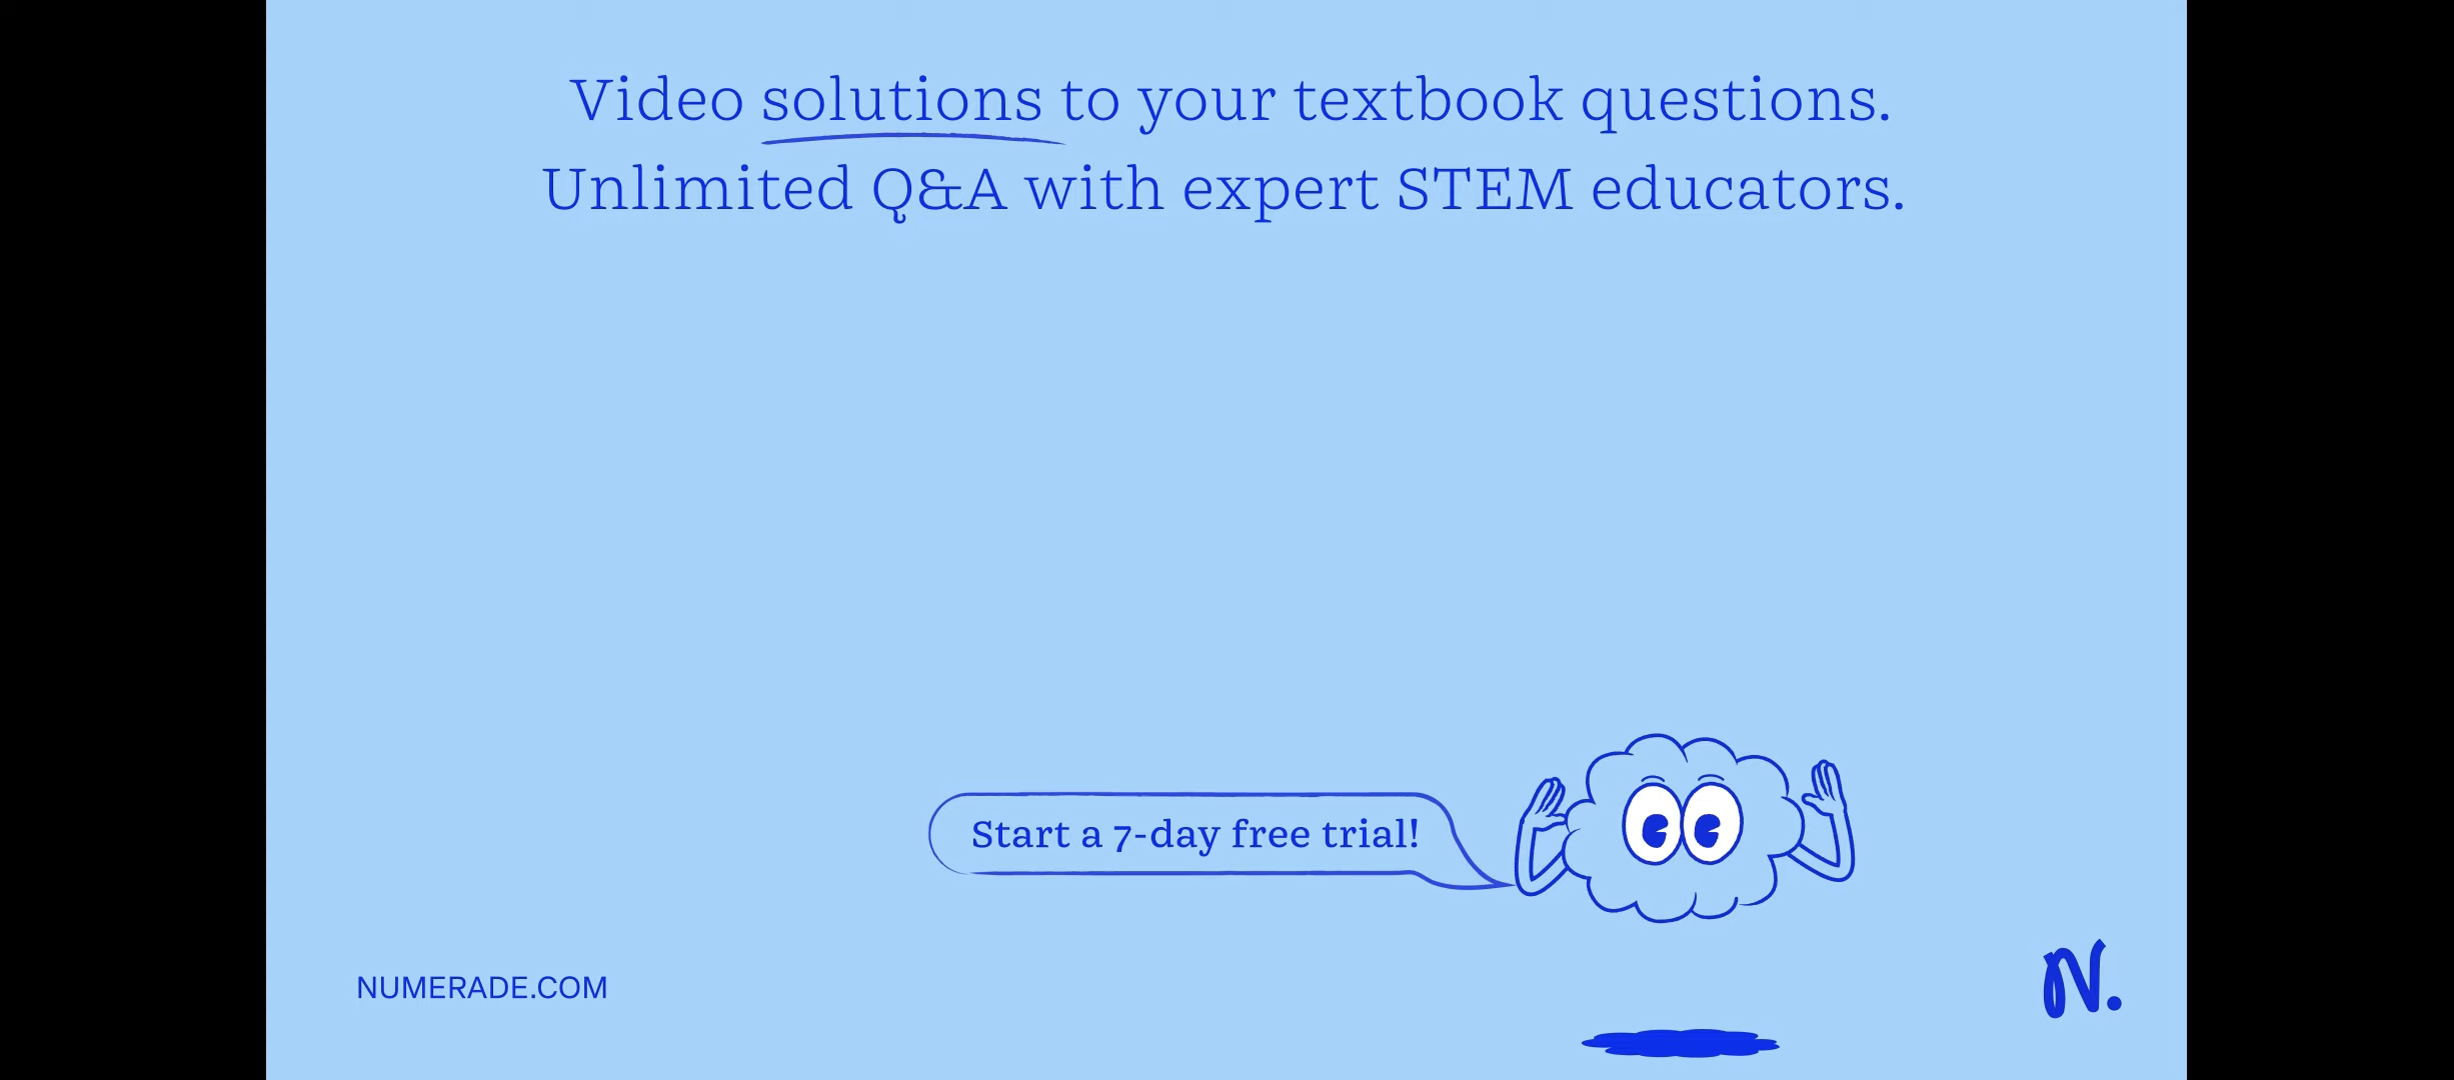 Video solutions to your textbook questions.
Unlimited Q&A with expert STEM educators.
Start a 7-day free trial!
NUMERADE.COM
N.